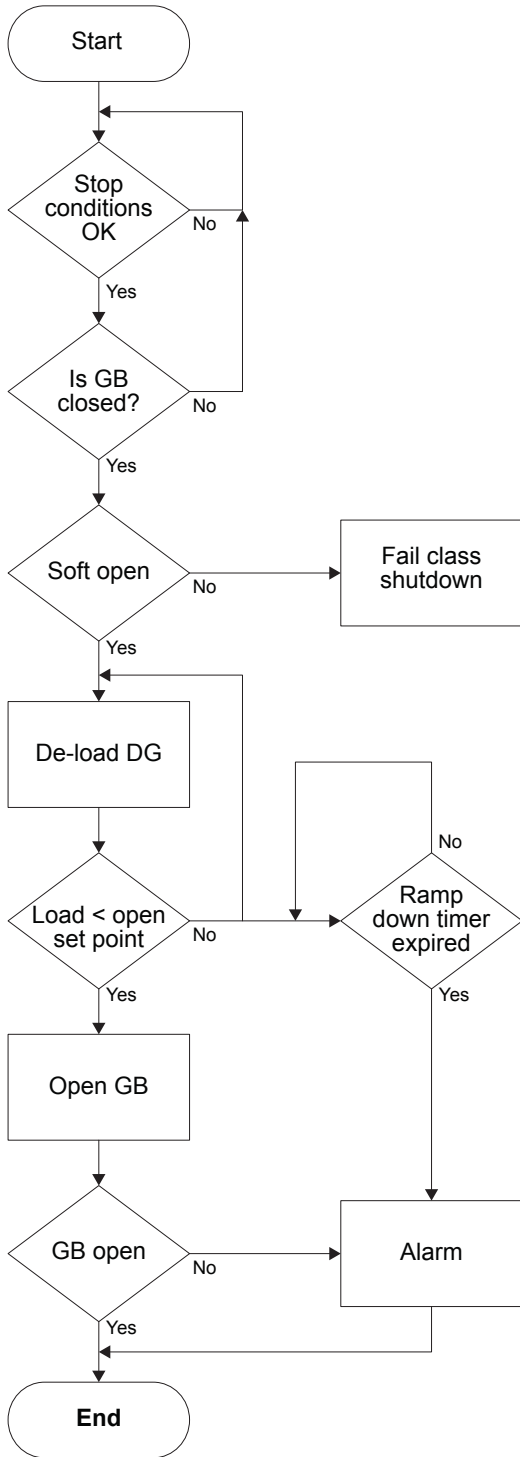 Start
Stop
conditions
OK
No
Yes
Is GB
closed?
No
Yes
Soft open
No
Yes
Fail class
shutdown
De-load DG
Load < open
set point
No
Yes
No
Ramp
down timer
expired
Yes
Open GB
GB open
No
Yes
Alarm
End